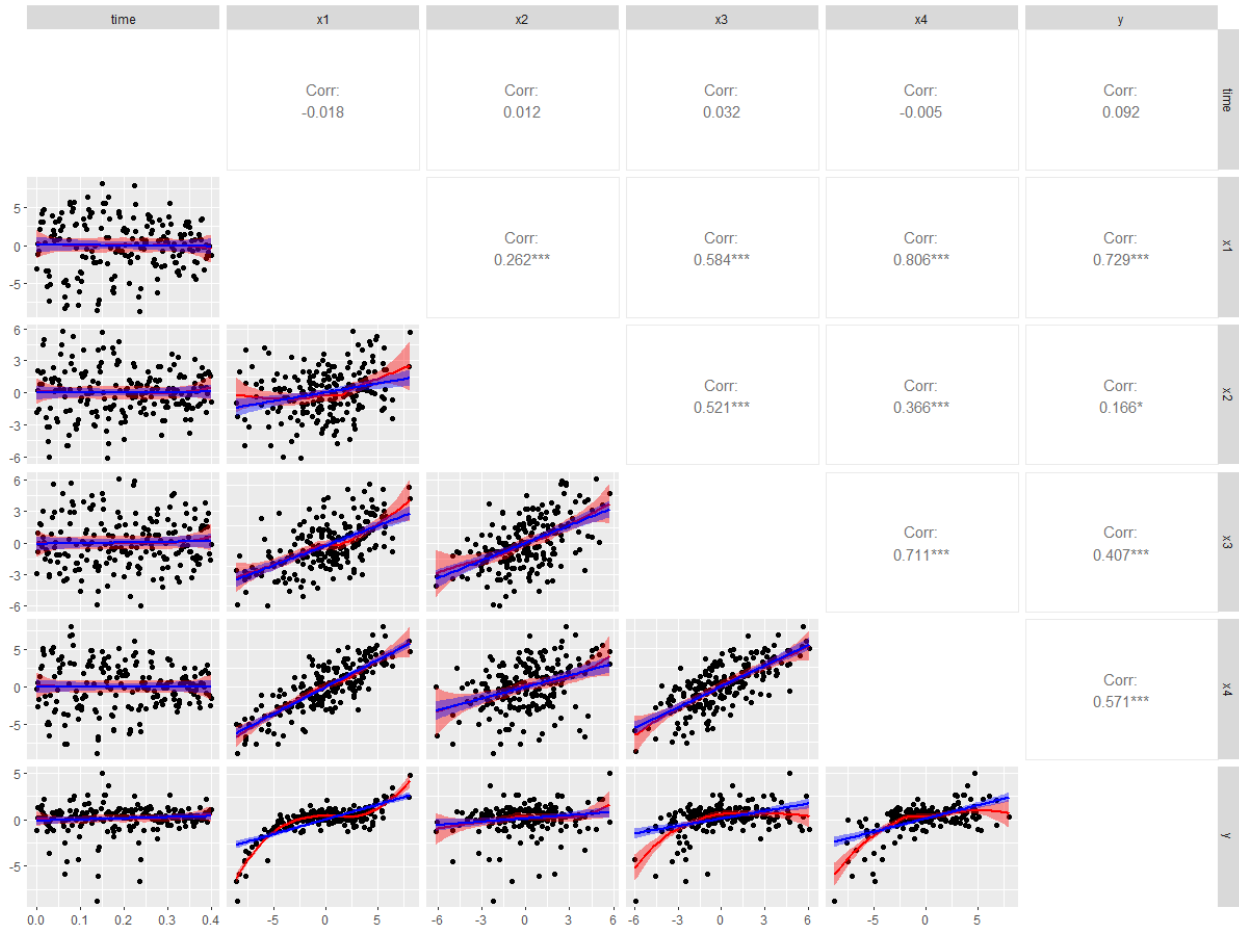 time x1 x2 x3 x4 y
Corr: Corr: Corr: Corr: Corr:
-0.018 0.012 0.032 -0.005 0.092
time
5
0
-5
Corr: Corr: Corr: Corr:
0.262*** 0.584*** 0.806*** 0.729***
x1
6
3
0
-3
-6
Corr: Corr: Corr:
0.521*** 0.366*** 0.166*
x2
6
3
0
-3
-6
Corr: Corr:
0.711*** 0.407***
x3
5
0
-5
Corr:
0.571***
x4
5
0
-5
y
0.0 0.1 0.2 0.3 0.4 -5 0 5 -6 -3 0 3 6 -6 -3 0 3 6 -5 0 5